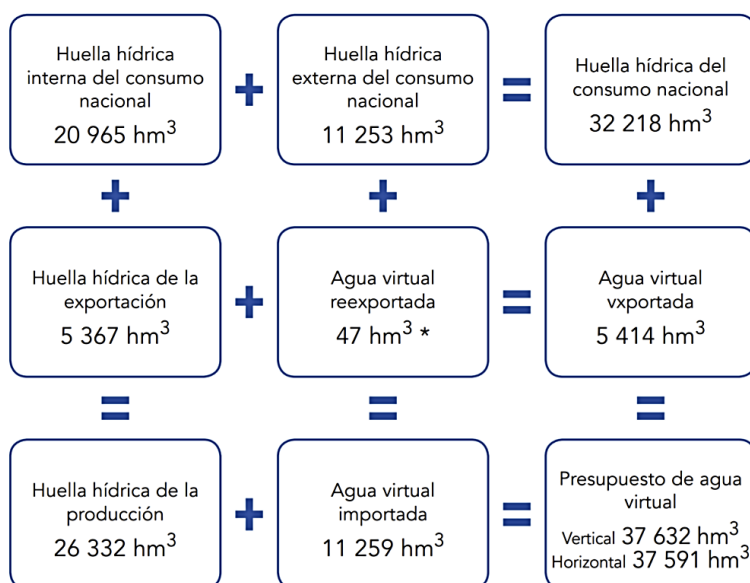 Huella hídrica
interna del consumo
nacional
20 965 hm³
+
Huella hídrica
externa del consumo
nacional
11 253 hm³
=
Huella hídrica del
consumo nacional
32 218 hm³
+
+
+
Huella hídrica de la
exportación
5 367 hm³
+
Agua virtual
reexportada
47 hm³ *
=
Agua virtual
vxportada
5 414 hm³
=
=
=
Huella hídrica de la
producción
26 332 hm³
+
Agua virtual
importada
11 259 hm³
=
Presupuesto de agua
virtual
Vertical 37 632 hm³
Horizontal 37 591 hm³